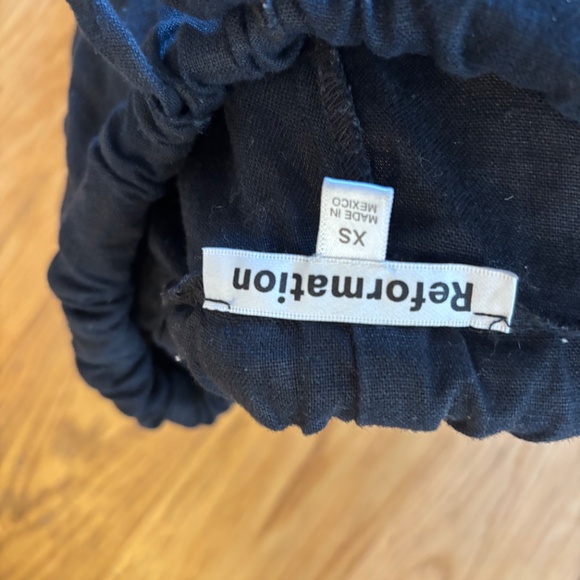 Reformation
XS
MADE IN
MEXICO